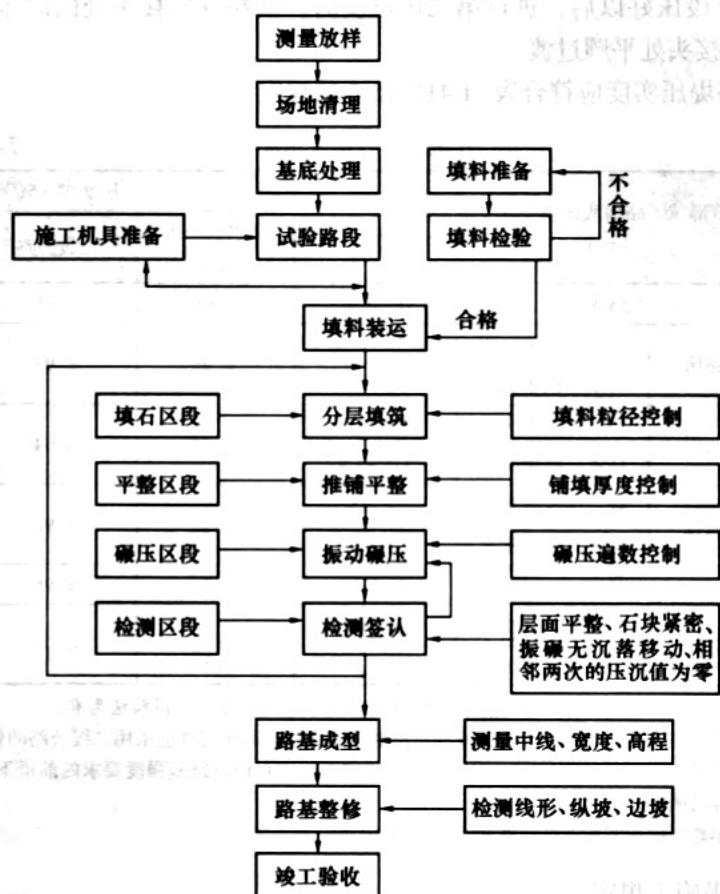 测量放样
场地清理
基底处理
填料准备
不合格
施工机具准备
试验路段
填料检验
填料装运
合格
填石区段
分层填筑
填料粒径控制
平整区段
推铺平整
铺填厚度控制
碾压区段
振动碾压
碾压遍数控制
检测区段
检测签认
层面平整、石块紧密、
振碾无沉落移动、相
邻两次的压沉值为零
路基成型
测量中线、宽度、高程
路基整修
检测线形、纵坡、边坡
竣工验收